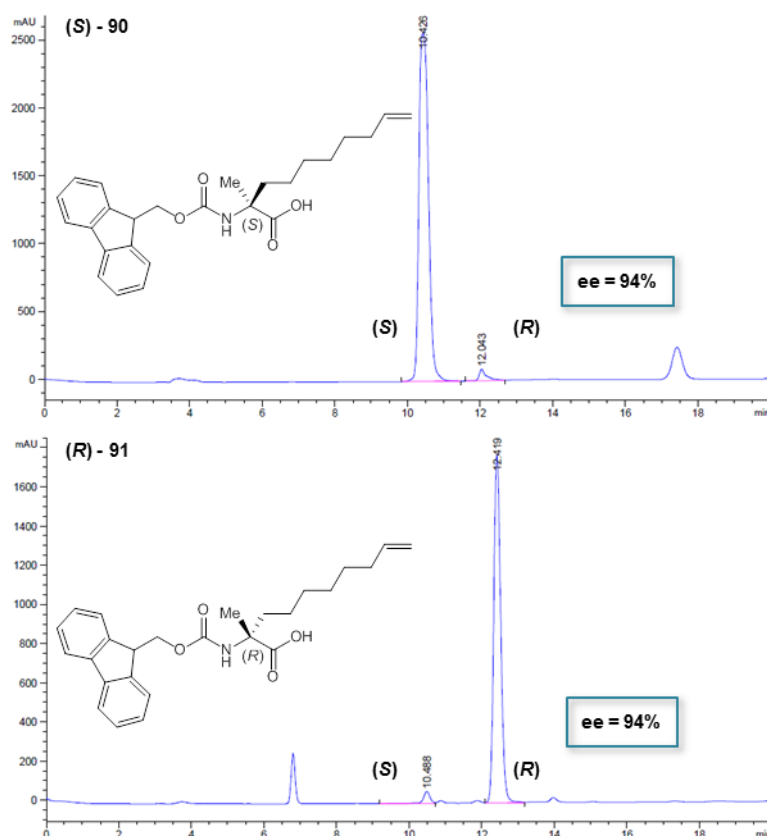 mAU
(S) - 90
10.426
2500
2000
1500
1000
500
0
Me
O
O
N
H
(S)
OH
O
ee = 94%
(S)
12.043
(R)
0 2 4 6 8 10 12 14 16 18 min
mAU
(R) - 91
12.419
1600
1400
1200
1000
800
600
400
200
0
Me
O
O
N
H
(R)
OH
O
ee = 94%
(S)
10.488
(R)
0 2 4 6 8 10 12 14 16 18 min